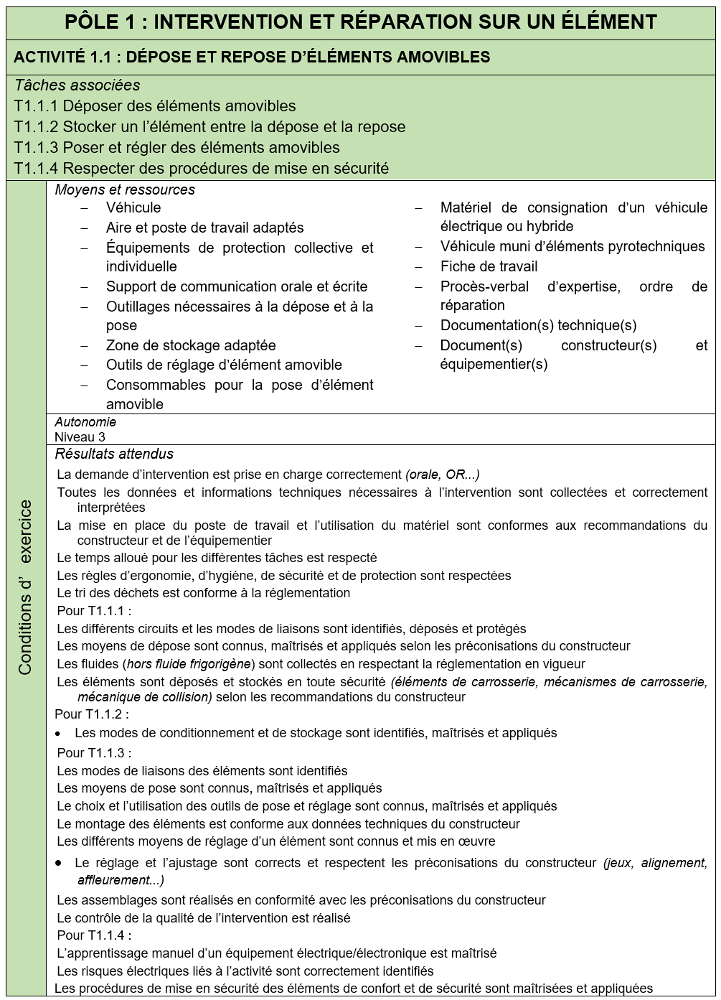 PÔLE 1 : INTERVENTION ET RÉPARATION SUR UN ÉLÉMENT
ACTIVITÉ 1.1 : DÉPOSE ET REPOSE D’ÉLÉMENTS AMOVIBLES
Tâches associées
T1.1.1 Déposer des éléments amovibles
T1.1.2 Stocker un l’élément entre la dépose et la repose
T1.1.3 Poser et régler des éléments amovibles
T1.1.4 Respecter des procédures de mise en sécurité
Conditions d’ exercice
Moyens et ressources
– Véhicule
– Aire et poste de travail adaptés
– Équipements de protection collective et
individuelle
– Support de communication orale et écrite
– Outillages nécessaires à la dépose et à la
pose
– Zone de stockage adaptée
– Outils de réglage d’élément amovible
– Consommables pour la pose d’élément
amovible
– Matériel de consignation d’un véhicule
électrique ou hybride
– Véhicule muni d’éléments pyrotechniques
– Fiche de travail
– Procès-verbal d’expertise, ordre de
réparation
– Documentation(s) technique(s)
– Document(s) constructeur(s) et
équipementier(s)
Autonomie
Niveau 3
Résultats attendus
La demande d’intervention est prise en charge correctement (orale, OR...)
Toutes les données et informations techniques nécessaires à l’intervention sont collectées et correctement
interprétées
La mise en place du poste de travail et l’utilisation du matériel sont conformes aux recommandations du
constructeur et de l’équipementier
Le temps alloué pour les différentes tâches est respecté
Les règles d’ergonomie, d’hygiène, de sécurité et de protection sont respectées
Le tri des déchets est conforme à la réglementation
Pour T1.1.1 :
Les différents circuits et les modes de liaisons sont identifiés, déposés et protégés
Les moyens de dépose sont connus, maîtrisés et appliqués selon les préconisations du constructeur
Les fluides (hors fluide frigorigène) sont collectés en respectant la réglementation en vigueur
Les éléments sont déposés et stockés en toute sécurité (éléments de carrosserie, mécanismes de carrosserie,
mécanique de collision) selon les recommandations du constructeur
Pour T1.1.2 :
• Les modes de conditionnement et de stockage sont identifiés, maîtrisés et appliqués
Pour T1.1.3 :
Les modes de liaisons des éléments sont identifiés
Les moyens de pose sont connus, maîtrisés et appliqués
Le choix et l’utilisation des outils de pose et réglage sont connus, maîtrisés et appliqués
Le montage des éléments est conforme aux données techniques du constructeur
Les différents moyens de réglage d’un élément sont connus et mis en œuvre
• Le réglage et l’ajustage sont corrects et respectent les préconisations du constructeur (jeux, alignement,
affleurement...)
Les assemblages sont réalisés en conformité avec les préconisations du constructeur
Le contrôle de la qualité de l’intervention est réalisé
Pour T1.1.4 :
L’apprentissage manuel d’un équipement électrique/électronique est maîtrisé
Les risques électriques liés à l’activité sont correctement identifiés
Les procédures de mise en sécurité des éléments de confort et de sécurité sont maîtrisées et appliquées